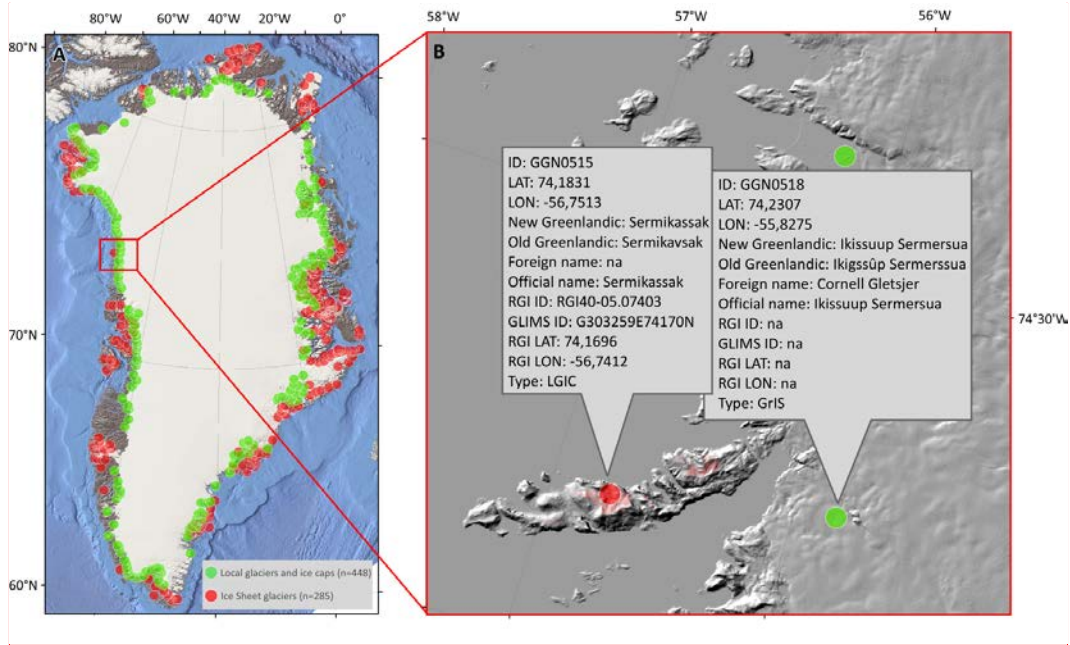 80°W 60°W 40°W 20°W 0°
58°W 57°W 56°W
80°N
A
B
ID: GGN0515
LAT: 74,1831
LON: -56,7513
New Greenlandic: Sermikassak
Old Greenlandic: Sermikavsak
Foreign name: na
Official name: Sermikassak
RGI ID: RGI40-05.07403
GLIMS ID: G303259E74170N
RGI LAT: 74,1696
RGI LON: -56,7412
Type: LGIC
ID: GGN0518
LAT: 74,2307
LON: -55,8275
New Greenlandic: Ikissuup Sermersua
Old Greenlandic: Ikigssûp Sermerssua
Foreign name: Cornell Gletsjer
Official name: Ikissuup Sermersua
RGI ID: na
GLIMS ID: na
RGI LAT: na
RGI LON: na
Type: GrIS
70°N
74°30'N
60°N
Local glaciers and ice caps (n=448)
Ice Sheet glaciers (n=285)